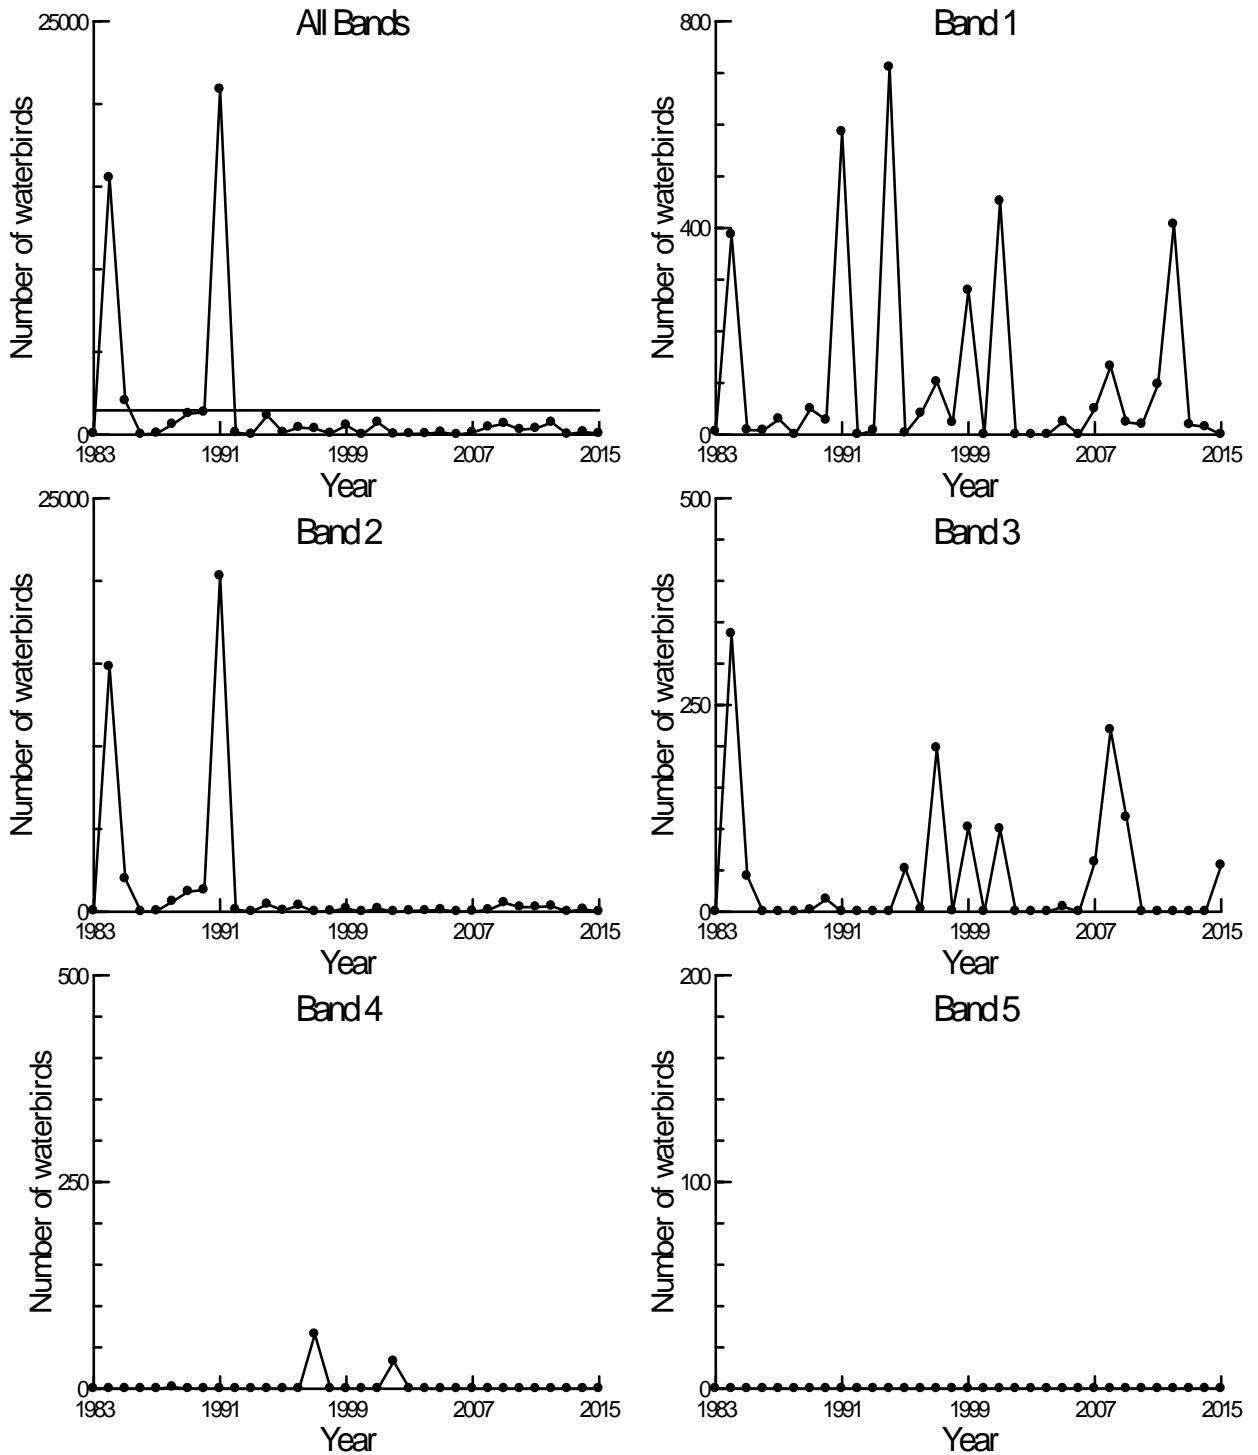 All Bands
25000
Number of waterbirds
0
1983 1991 1999 2007 2015
Year
Band 1
800
400
Number of waterbirds
0
1983 1991 1999 2007 2015
Year
Band 2
25000
Number of waterbirds
0
1983 1991 1999 2007 2015
Year
Band 3
500
250
Number of waterbirds
0
1983 1991 1999 2007 2015
Year
Band 4
500
250
Number of waterbirds
0
1983 1991 1999 2007 2015
Year
Band 5
200
100
Number of waterbirds
0
1983 1991 1999 2007 2015
Year